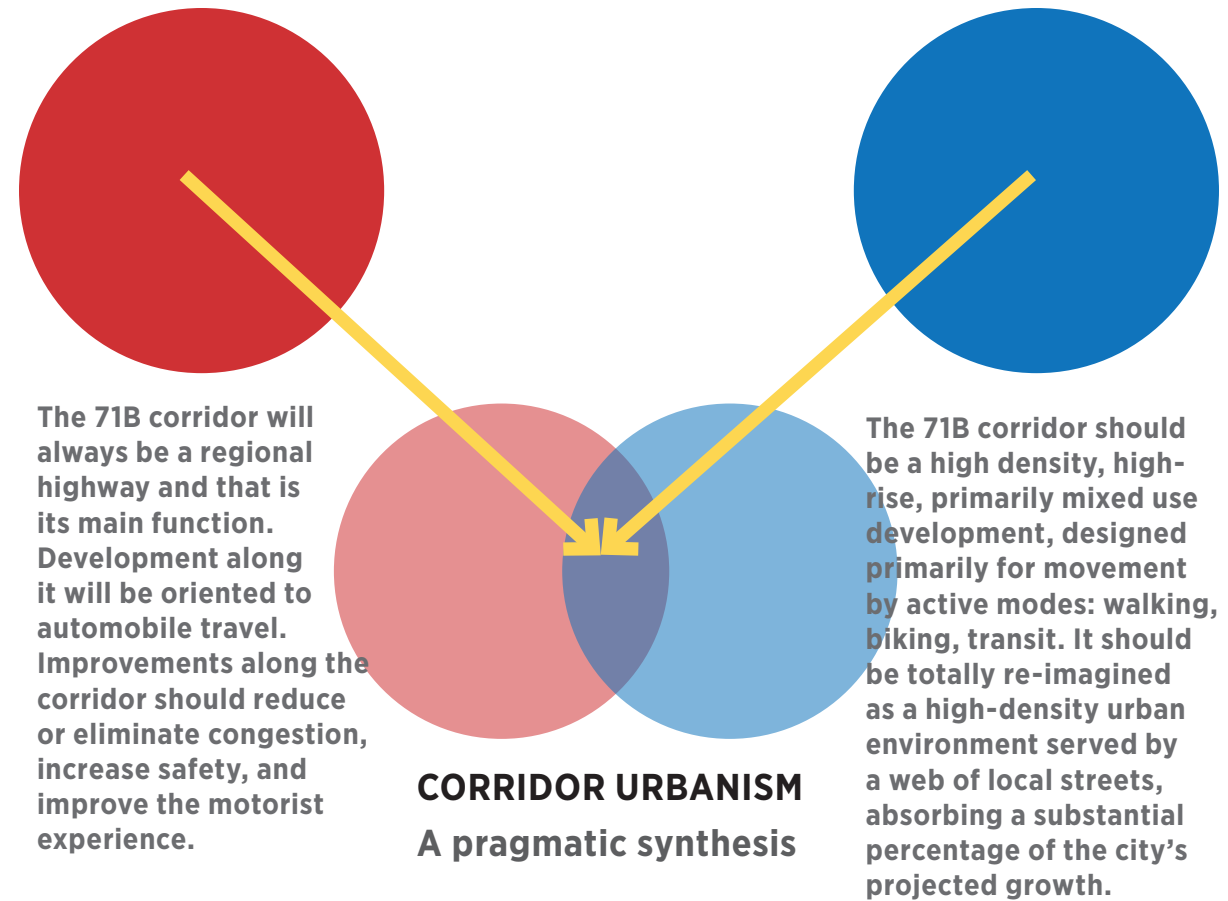 The 71B corridor will
always be a regional
highway and that is
its main function.
Development along
it will be oriented to
automobile travel.
Improvements along the
corridor should reduce
or eliminate congestion,
increase safety, and
improve the motorist
experience.
CORRIDOR URBANISM
A pragmatic synthesis
The 71B corridor should
be a high density, high-
rise, primarily mixed use
development, designed
primarily for movement
by active modes: walking,
biking, transit. It should
be totally re-imagined
as a high-density urban
environment served by
a web of local streets,
absorbing a substantial
percentage of the city’s
projected growth.